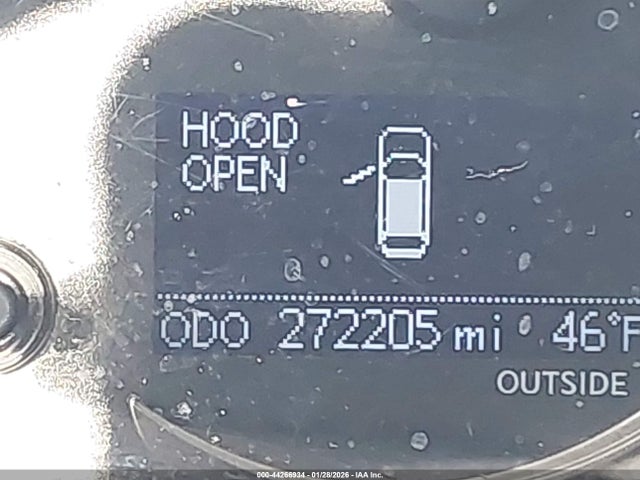 HOOD
OPEN
ODO 272205 mi 46°F
OUTSIDE
000-44266934 - 01/28/2026 - IAA Inc.